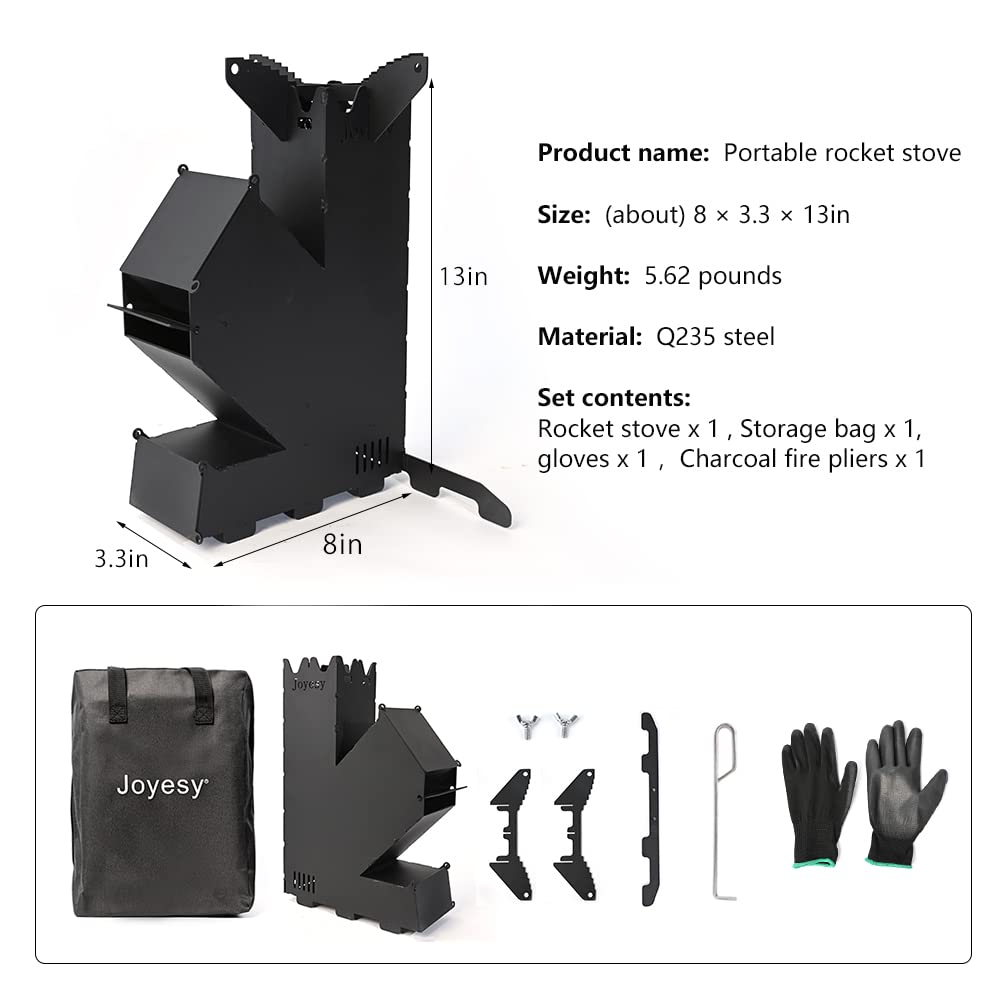 Joyesy
13in
8in
3.3in
Product name: Portable rocket stove
Size: (about) 8 × 3.3 × 13in
Weight: 5.62 pounds
Material: Q235 steel
Set contents:
Rocket stove x 1 , Storage bag x 1,
gloves x 1 , Charcoal fire pliers x 1
Joyesy®
Joyesy